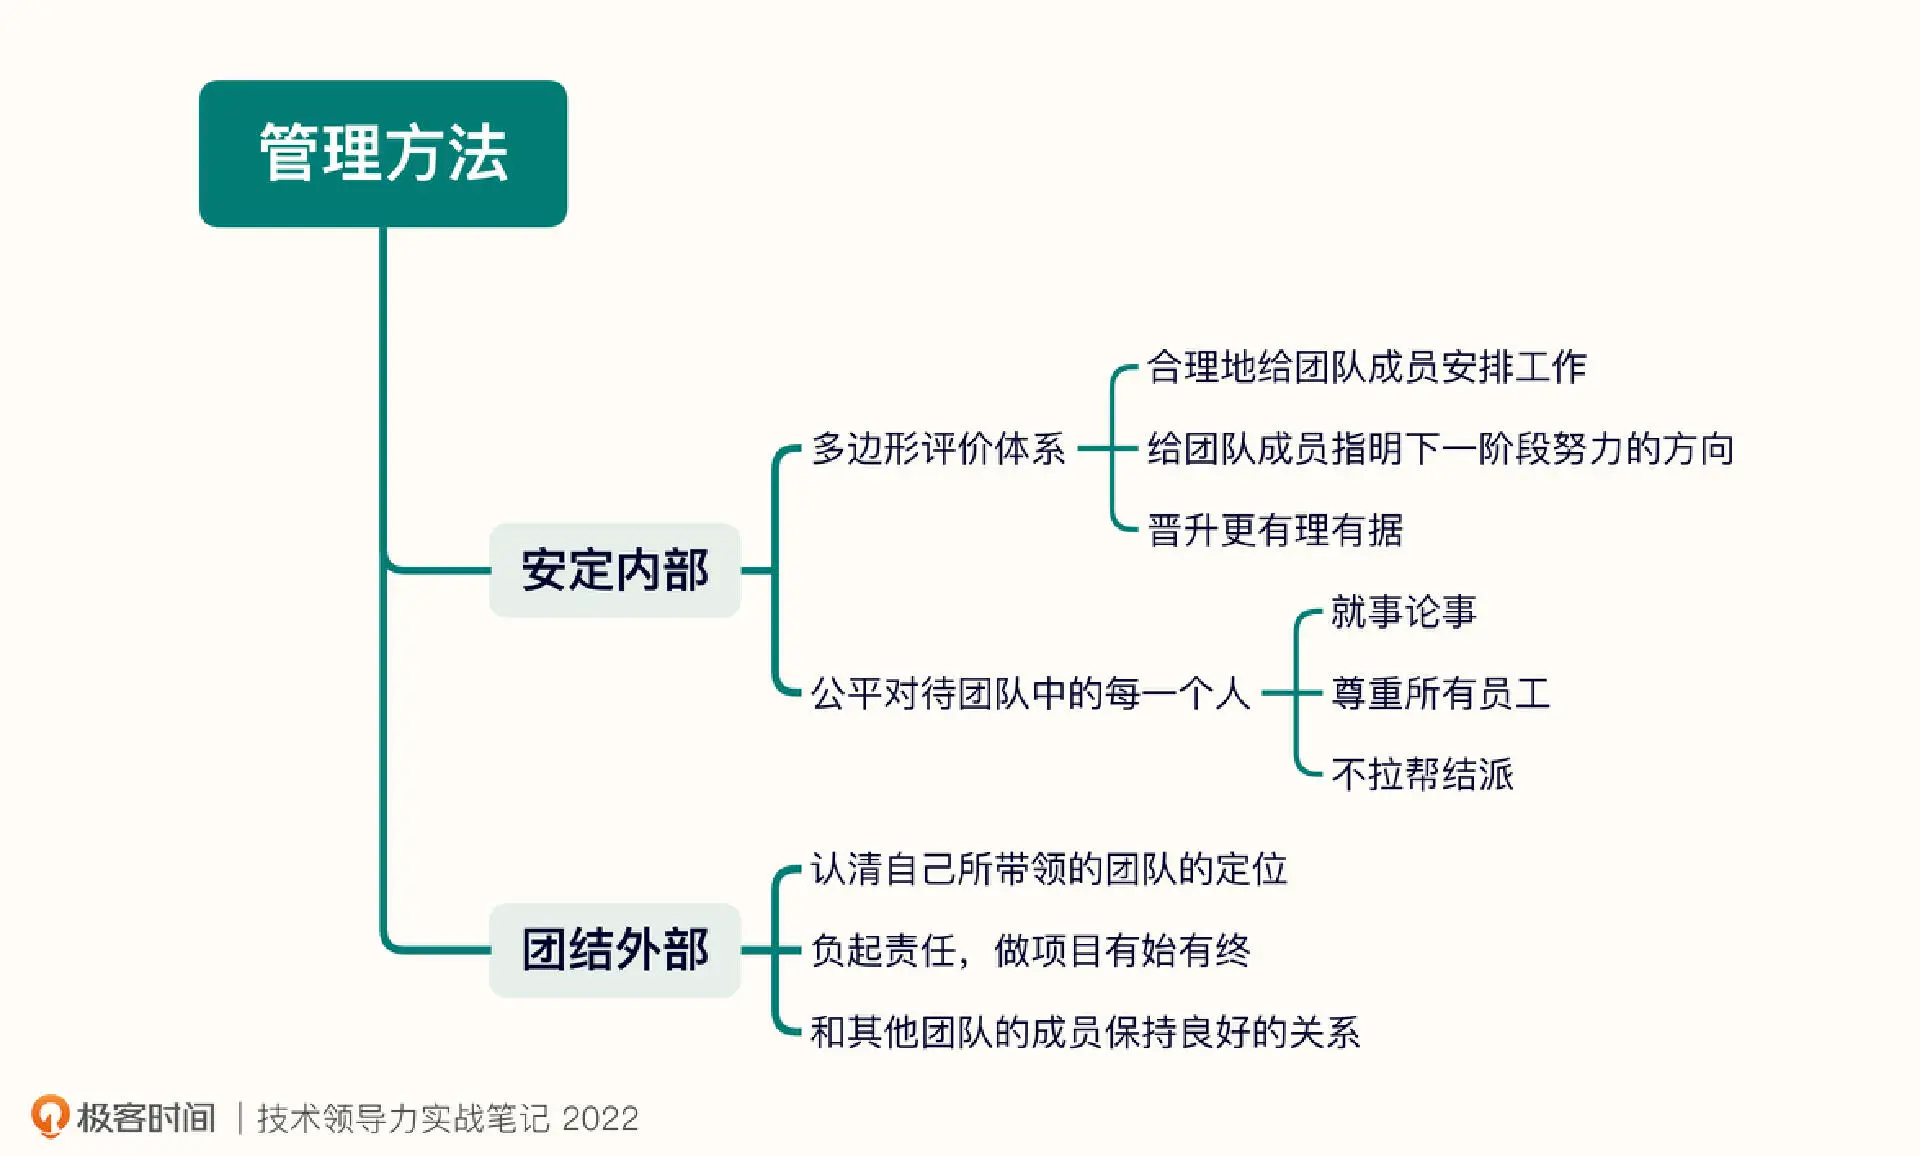 管理方法
合理地给团队成员安排工作
多边形评价体系
给团队成员指明下一阶段努力的方向
晋升更有理有据
安定内部
就事论事
公平对待团队中的每一个人
尊重所有员工
不拉帮结派
认清自己所带领的团队的定位
团结外部
负起责任，做项目有始有终
和其他团队的成员保持良好的关系
极客时间 | 技术领导力实战笔记 2022